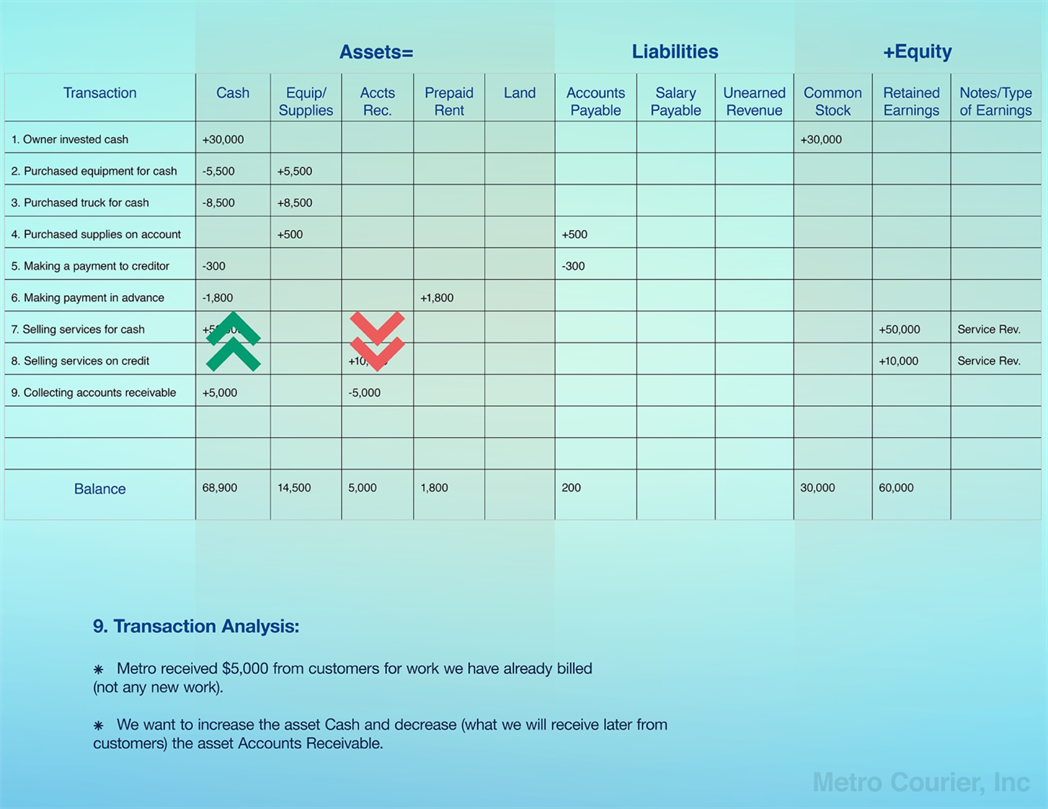 Assets= Liabilities +Equity
Transaction Cash Equip/ Supplies Accts Rec. Prepaid Rent Land Accounts Payable Salary Payable Unearned Revenue Common Stock Retained Earnings Notes/Type of Earnings
1. Owner invested cash +30,000 +30,000
2. Purchased equipment for cash -5,500 +5,500
3. Purchased truck for cash -8,500 +8,500
4. Purchased supplies on account +500 +500
5. Making a payment to creditor -300 -300
6. Making payment in advance -1,800 +1,800
7. Selling services for cash +50,000 Service Rev.
8. Selling services on credit +10,000 Service Rev.
9. Collecting accounts receivable +5,000 -5,000
Balance 68,900 14,500 5,000 1,800 200 30,000 60,000
9. Transaction Analysis:
✳ Metro received $5,000 from customers for work we have already billed
(not any new work).
✳ We want to increase the asset Cash and decrease (what we will receive later from
customers) the asset Accounts Receivable.
Metro Courier, Inc